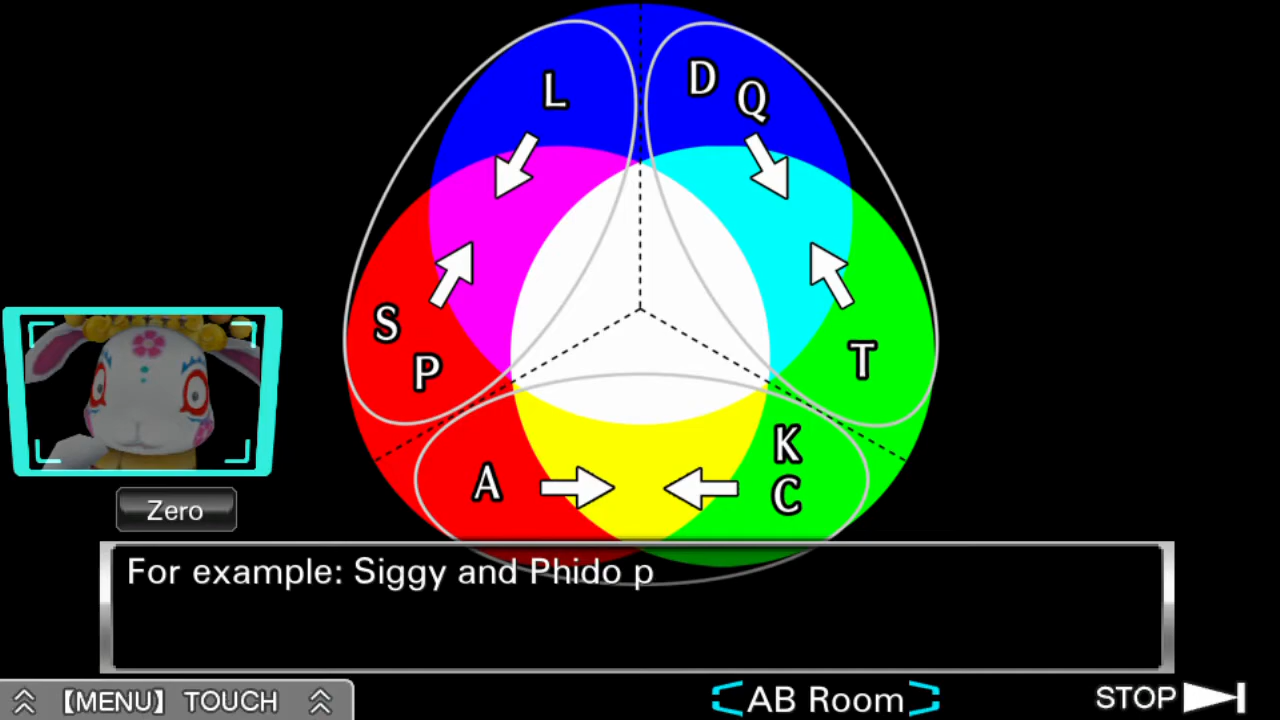 L
D
Q
S
P
T
A
K
C
Zero
For example: Siggy and Phido p
【MENU】 TOUCH
AB Room
STOP